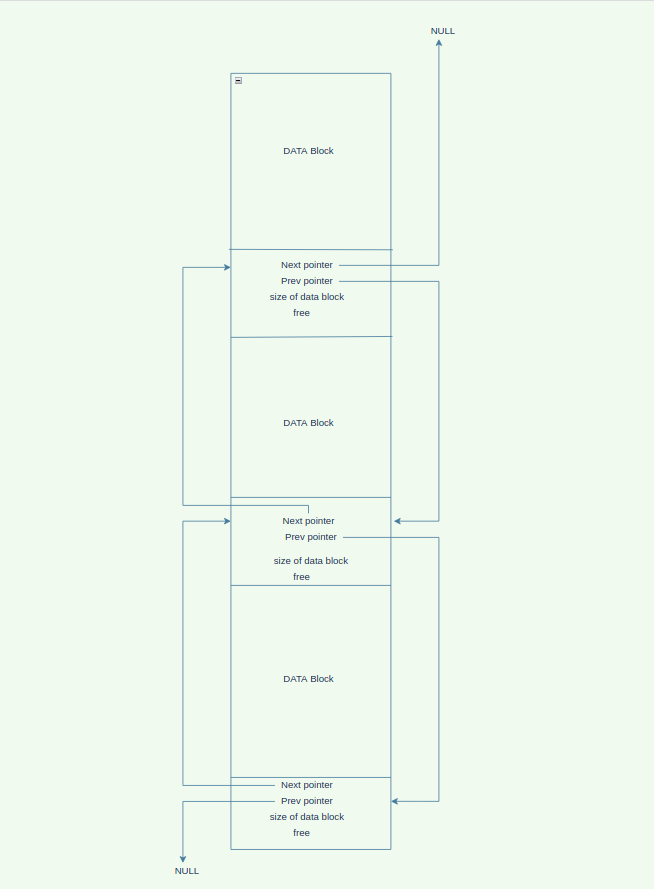 NULL
DATA Block
Next pointer
Prev pointer
size of data block
free
DATA Block
Next pointer
Prev pointer
size of data block
free
DATA Block
Next pointer
Prev pointer
size of data block
free
NULL